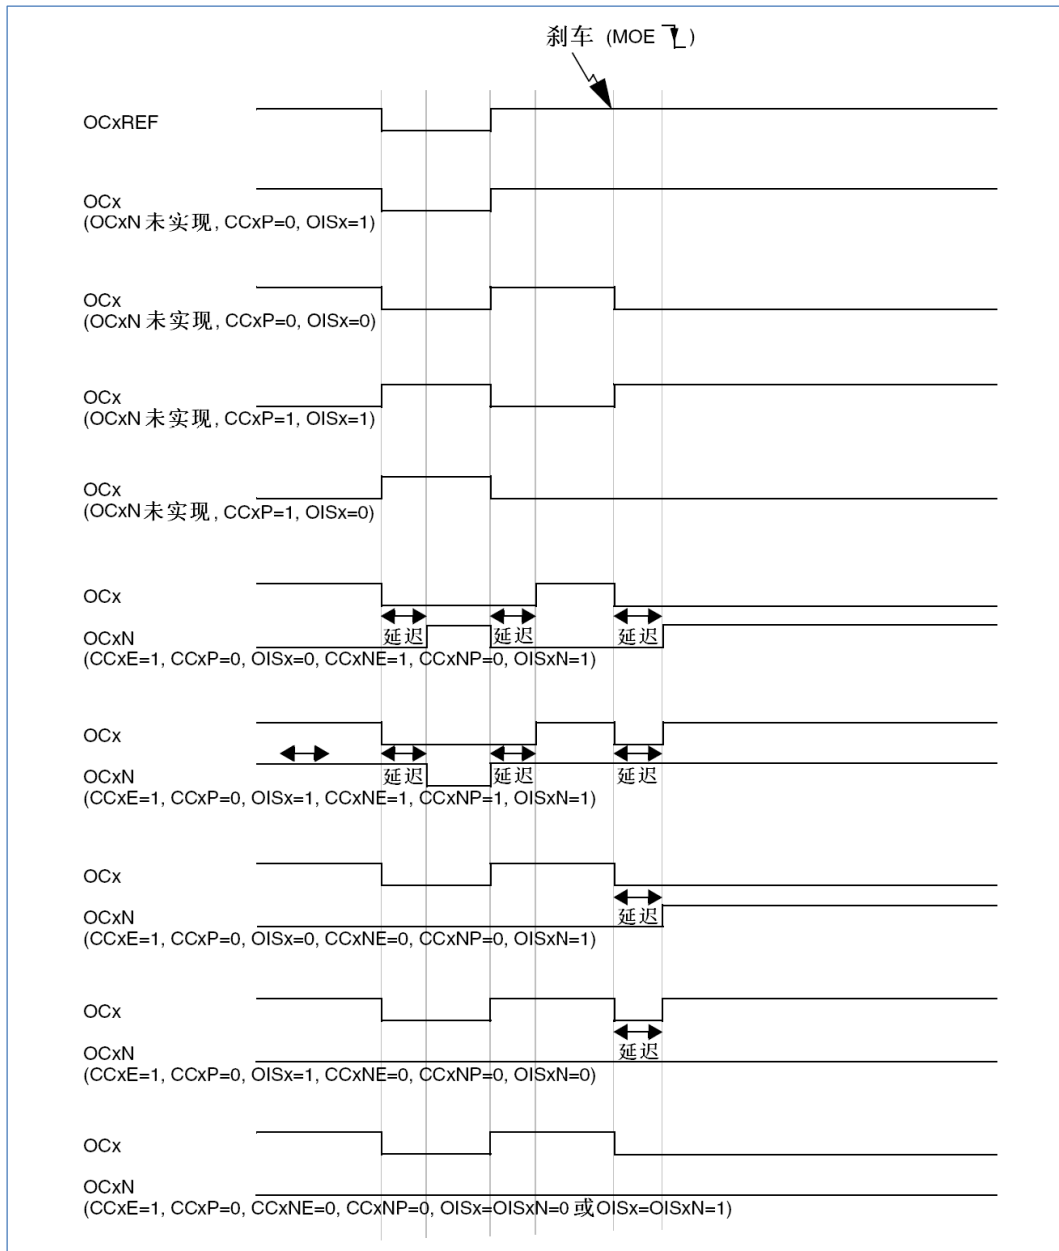 刹车 (MOE )
OCxREF
OCx
(OCxN 未实现, CCxP=0, OISx=1)
OCx
(OCxN 未实现, CCxP=0, OISx=0)
OCx
(OCxN 未实现, CCxP=1, OISx=1)
OCx
(OCxN 未实现, CCxP=1, OISx=0)
OCx
OCxN 延迟 延迟 延迟
(CCxE=1, CCxP=0, OISx=0, CCxNE=1, CCxNP=0, OISxN=1)
OCx
OCxN 延迟 延迟 延迟
(CCxE=1, CCxP=0, OISx=1, CCxNE=1, CCxNP=1, OISxN=1)
OCx
OCxN 延迟
(CCxE=1, CCxP=0, OISx=0, CCxNE=0, CCxNP=0, OISxN=1)
OCx
OCxN 延迟
(CCxE=1, CCxP=0, OISx=1, CCxNE=0, CCxNP=0, OISxN=0)
OCx
OCxN
(CCxE=1, CCxP=0, CCxNE=0, CCxNP=0, OISx=OISxN=0 或OISx=OISxN=1)